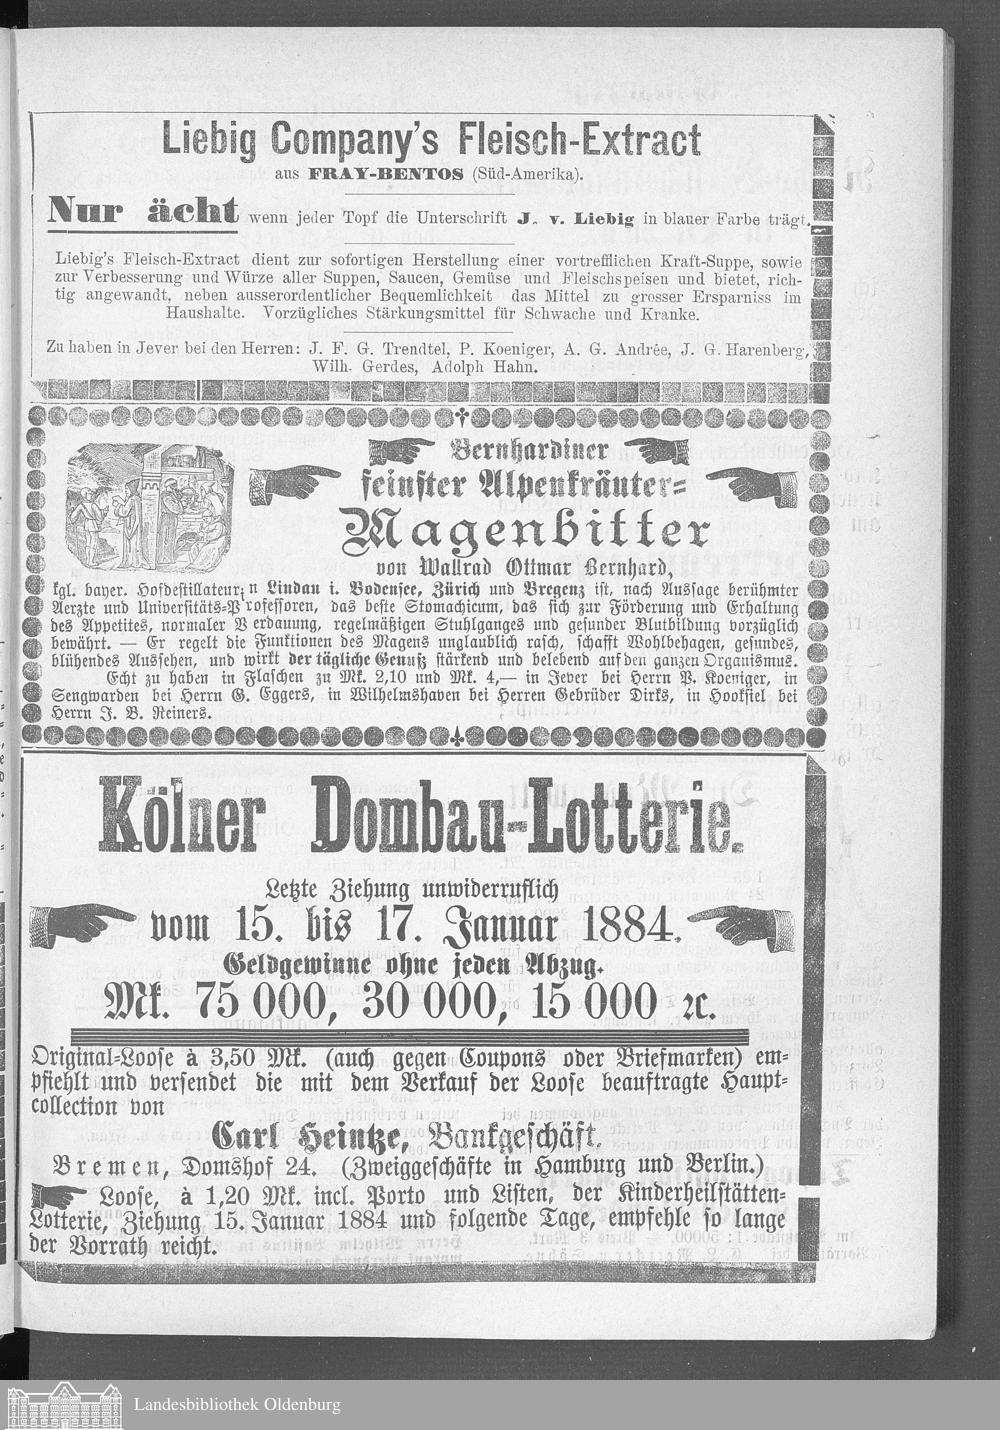 Liebig Company's Fleisch-Extract
aus FRAY-BENTOS (Süd-Amerika).
Nur ächt wenn jeder Topf die Unterschrift J. v. Liebig in blauer Farbe trägt.
Liebig's Fleisch-Extract dient zur sofortigen Herstellung einer vortrefflichen Kraft-Suppe, sowie
zur Verbesserung und Würze aller Suppen, Saucen, Gemüse und Fleischspeisen und bietet, rich-
tig angewandt, neben ausserordentlicher Bequemlichkeit das Mittel zu grosser Ersparniss im
Haushalte. Vorzügliches Stärkungsmittel für Schwache und Kranke.
Zu haben in Jever bei den Herren: J. F. G. Trendtel, P. Koeniger, A. G. Andrée, J. G. Harenberg,
Wilh. Gerdes, Adolph Hahn.
Bernhardiner
feinster Alpenkräuter-
Magenbitter
von Wallrad Ottmar Bernhard,
kgl. bayer. Hofdestillateur in Lindau i. Bodensee, Zürich und Bregenz ist, nach Aussage berühmter
Aerzte und Universitäts-Professoren, das beste Stomachicum, das sich zur Förderung und Erhaltung
des Appetites, normaler Verdauung, regelmäßigen Stuhlganges und gesunder Blutbildung vorzüglich
bewährt. — Er regelt die Funktionen des Magens unglaublich rasch, schafft Wohlbehagen, gesundes,
blühendes Aussehen, und wirkt der tägliche Genuß stärkend und belebend auf den ganzen Organismus.
Echt zu haben in Flaschen zu Mk. 2,10 und Mk. 4,— in Jever bei Herrn P. Koeniger, in
Sengwarden bei Herrn G. Eggers, in Wilhelmshaven bei Herren Gebrüder Dirks, in Hooksiel bei
Herrn J. B. Reiners.
Kölner Dombau-Lotterie.
Letzte Ziehung unwiderruflich
vom 15. bis 17. Januar 1884.
Geldgewinne ohne jeden Abzug.
Mk. 75 000, 30 000, 15 000 ꝛc.
Original-Loose à 3,50 Mk. (auch gegen Coupons oder Briefmarken) em-
pfiehlt und versendet die mit dem Verkauf der Loose beauftragte Haupt-
collection von
Carl Heintze, Bankgeschäft,
Bremen, Domshof 24. (Zweiggeschäfte in Hamburg und Berlin.)
Loose, à 1,20 Mk. incl. Porto und Listen, der Kinderheilstätten-
Lotterie, Ziehung 15. Januar 1884 und folgende Tage, empfehle so lange
der Vorrath reicht.
Landesbibliothek Oldenburg